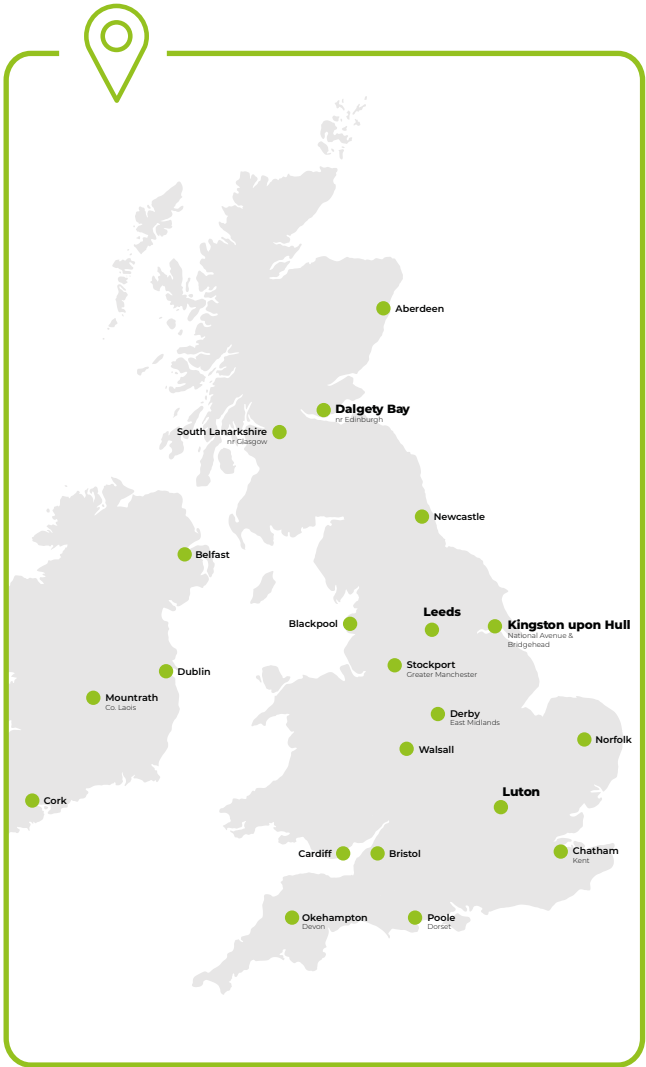 Aberdeen
Dalgety Bay
nr Edinburgh
South Lanarkshire
nr Glasgow
Newcastle
Belfast
Leeds
Blackpool
Kingston upon Hull
National Avenue &
Bridgehead
Stockport
Greater Manchester
Dublin
Mountrath
Co. Laois
Derby
East Midlands
Norfolk
Walsall
Luton
Cork
Cardiff
Bristol
Chatham
Kent
Okehampton
Devon
Poole
Dorset